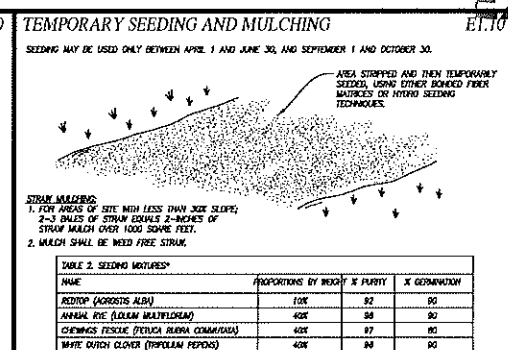 TEMPORARY SEEDING AND MULCHING E1.10
SEEDING MAY BE USED ONLY BETWEEN APRIL 1 AND JUNE 30, AND SEPTEMBER 1 AND OCTOBER 30.
AREA STRIPPED AND THEN TEMPORARILY
SEEDED, USING EITHER BONDED FIBER
MATRICES OR HYDRO SEEDING
TECHNIQUES.
STRAW MULCHING:
1. FOR AREAS OF SITE WITH LESS THAN 30% SLOPE;
2-3 BALES OF STRAW EQUALS 2-INCHES OF
STRAW MULCH OVER 1000 SQARE FEET.
2. MULCH SHALL BE WEED FREE STRAW.
TABLE 2. SEEDING MIXTURES*
NAME PROPORTIONS BY WEIGHT % PURITY % GERMINATION
REDTOP (AGROSTIS ALBA) 10% 92 90
ANNUAL RYE (LOLIUM MULTIFLORUM) 40% 98 90
CHEWINGS FESCUE (FETUCA RUBRA COMMUTATA) 40% 97 80
WHITE DUTCH CLOVER (TRIFOLIUM PEPENS) 40% 98 90